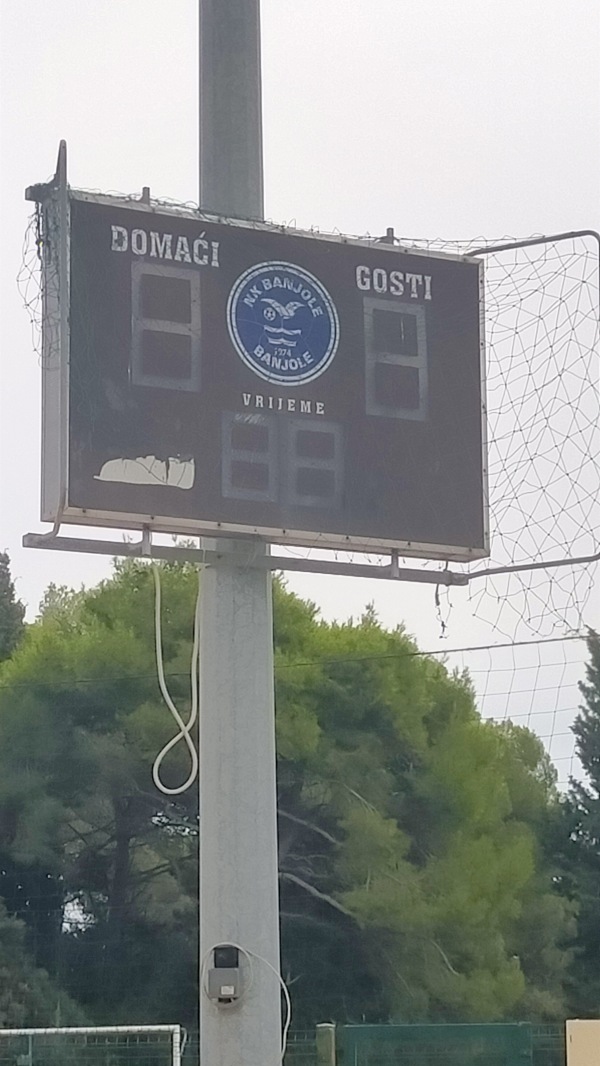 DOMAĆI
GOSTI
NK BANJOLE
1974
BANJOLE
VRIJEME